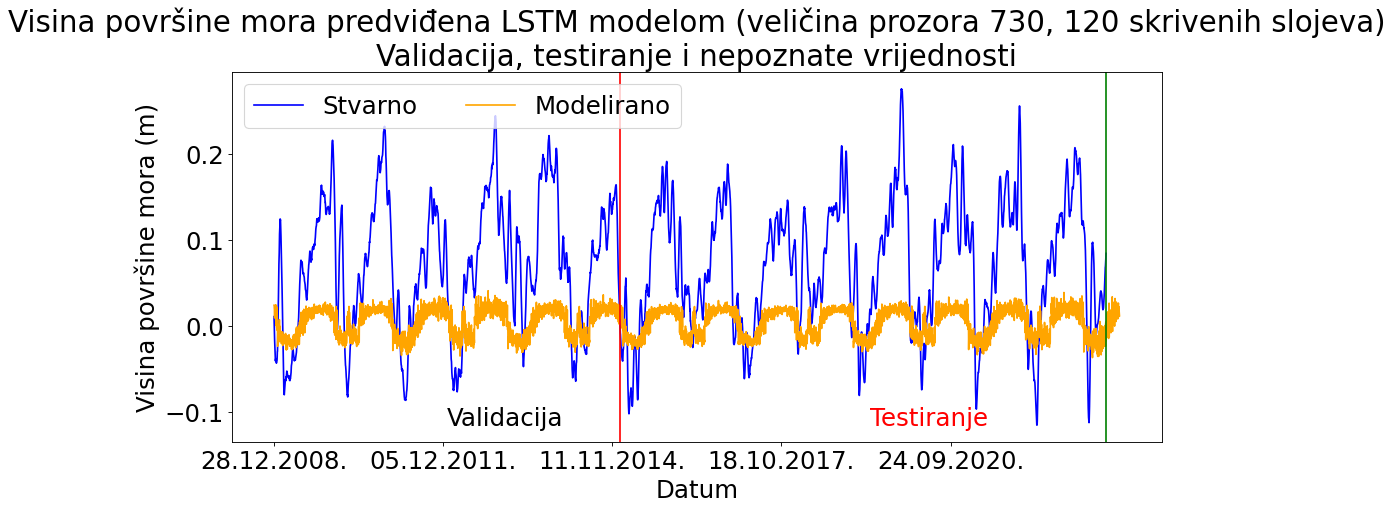 Visina površine mora predviđena LSTM modelom (veličina prozora 730, 120 skrivenih slojeva)
Validacija, testiranje i nepoznate vrijednosti
Stvarno
Modelirano
Visina površine mora (m)
0.2
0.1
0.0
−0.1
Validacija
Testiranje
28.12.2008.
05.12.2011.
11.11.2014.
18.10.2017.
24.09.2020.
Datum